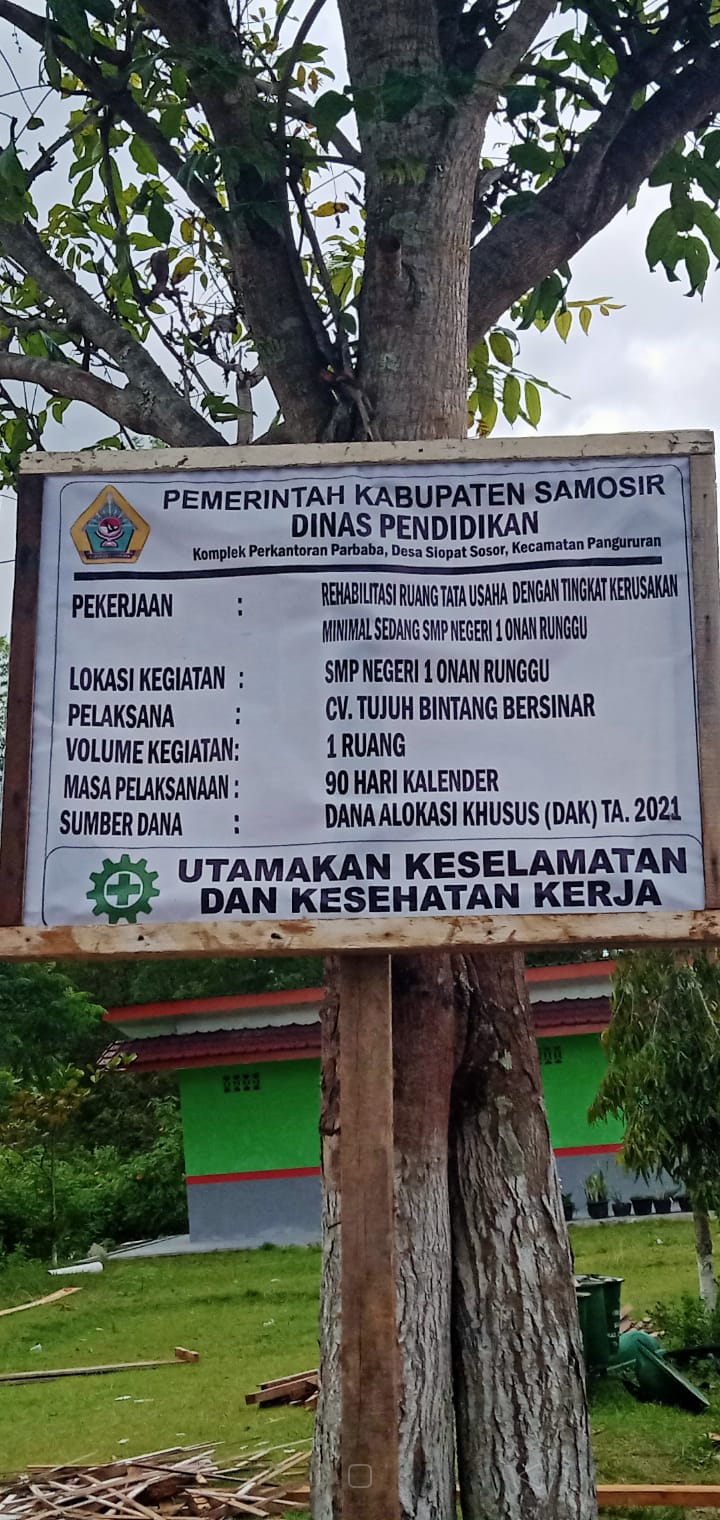 PEMERINTAH KABUPATEN SAMOSIR
DINAS PENDIDIKAN
Komplek Perkantoran Parbaba, Desa Siopat Sosor, Kecamatan Pangururan
PEKERJAAN : REHABILITASI RUANG TATA USAHA DENGAN TINGKAT KERUSAKAN
MINIMAL SEDANG SMP NEGERI 1 ONAN RUNGGU
LOKASI KEGIATAN : SMP NEGERI 1 ONAN RUNGGU
PELAKSANA : CV. TUJUH BINTANG BERSINAR
VOLUME KEGIATAN: 1 RUANG
MASA PELAKSANAAN : 90 HARI KALENDER
SUMBER DANA : DANA ALOKASI KHUSUS (DAK) TA. 2021
UTAMAKAN KESELAMATAN
DAN KESEHATAN KERJA